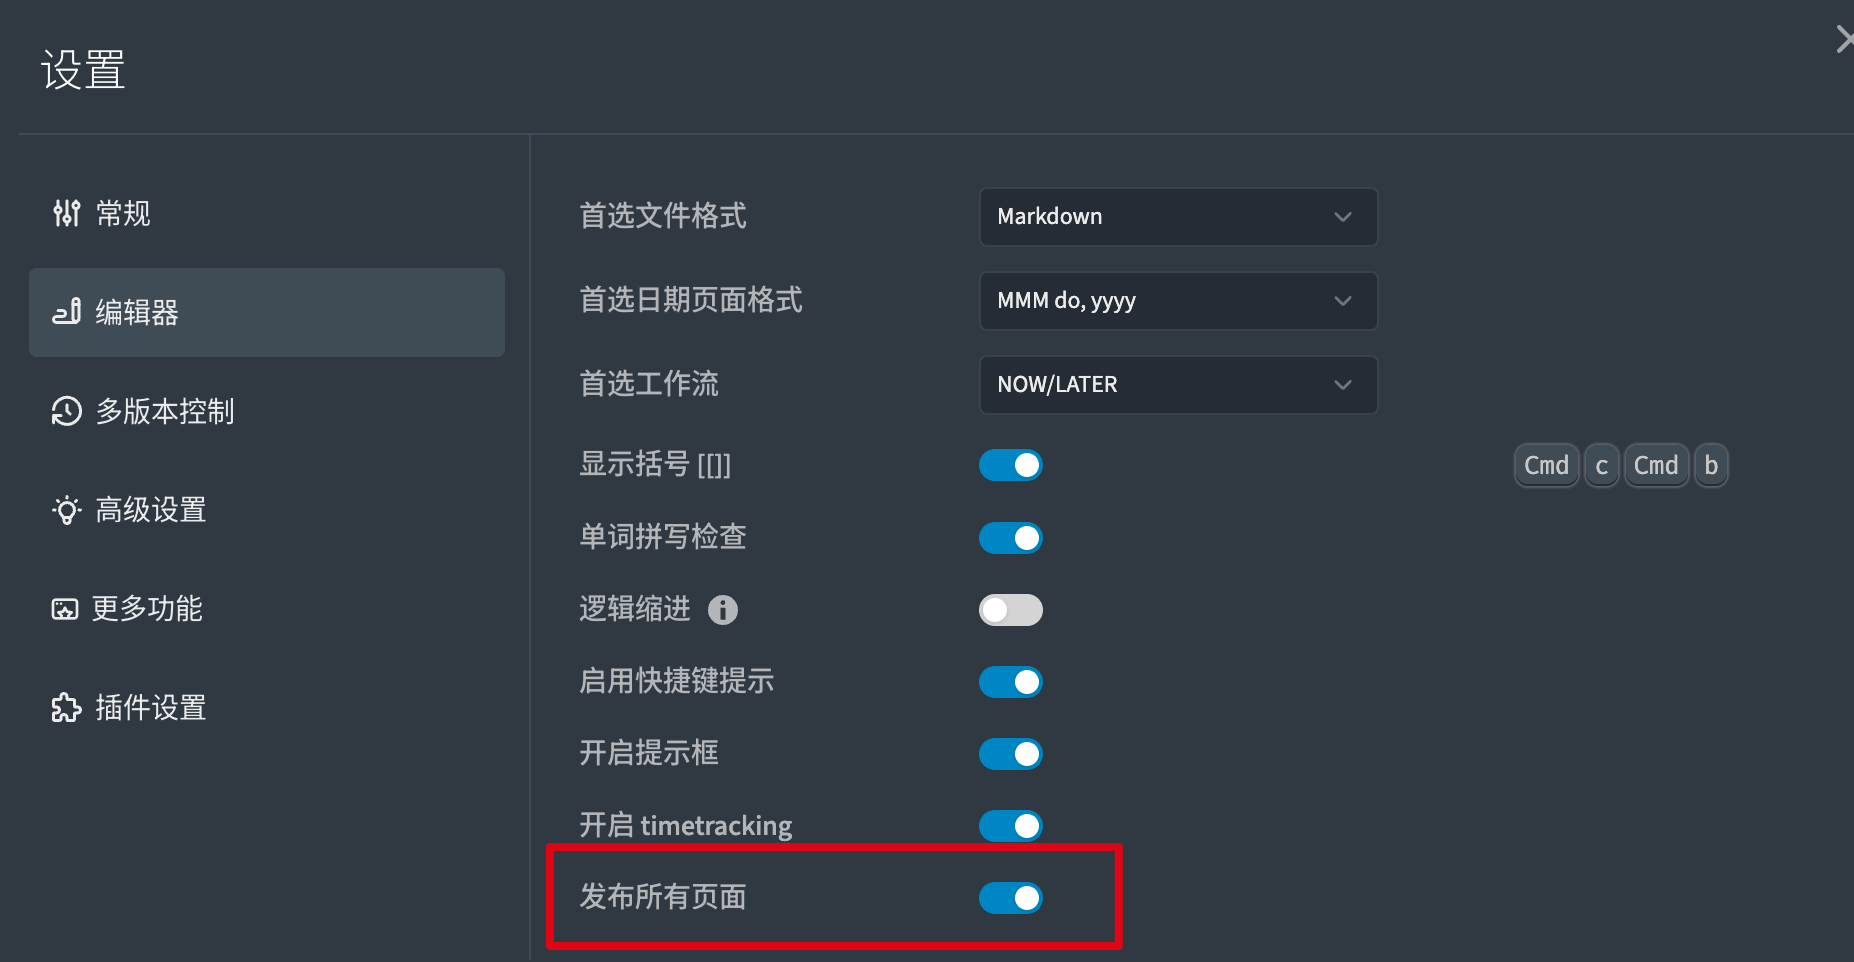 设置
常规
编辑器
多版本控制
高级设置
更多功能
插件设置
首选文件格式 Markdown
首选日期页面格式 MMM do, yyyy
首选工作流 NOW/LATER
显示括号 [[]] Cmd c Cmd b
单词拼写检查
逻辑缩进
启用快捷键提示
开启提示框
开启 timetracking
发布所有页面